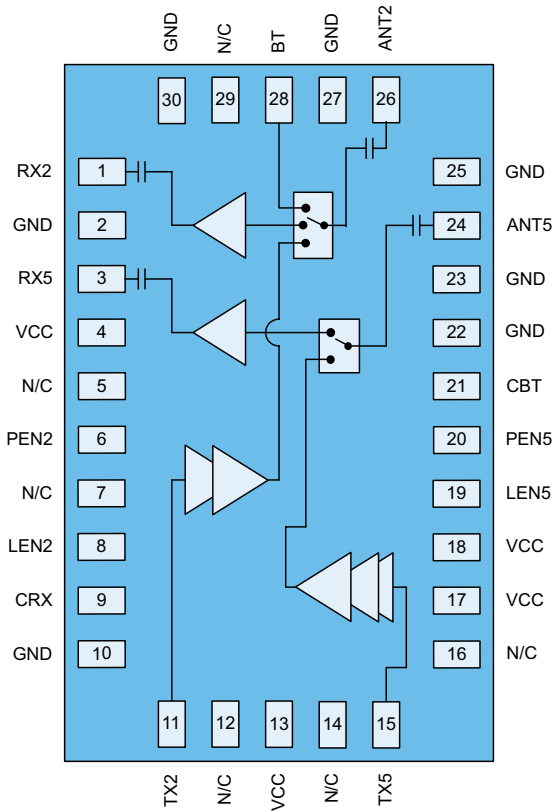 GND N/C BT GND ANT2
30 29 28 27 26
RX2 1
GND 2
RX5 3
VCC 4
N/C 5
PEN2 6
N/C 7
LEN2 8
CRX 9
GND 10
25 GND
24 ANT5
23 GND
22 GND
21 CBT
20 PEN5
19 LEN5
18 VCC
17 VCC
16 N/C
11 12 13 14 15
TX2 N/C VCC N/C TX5